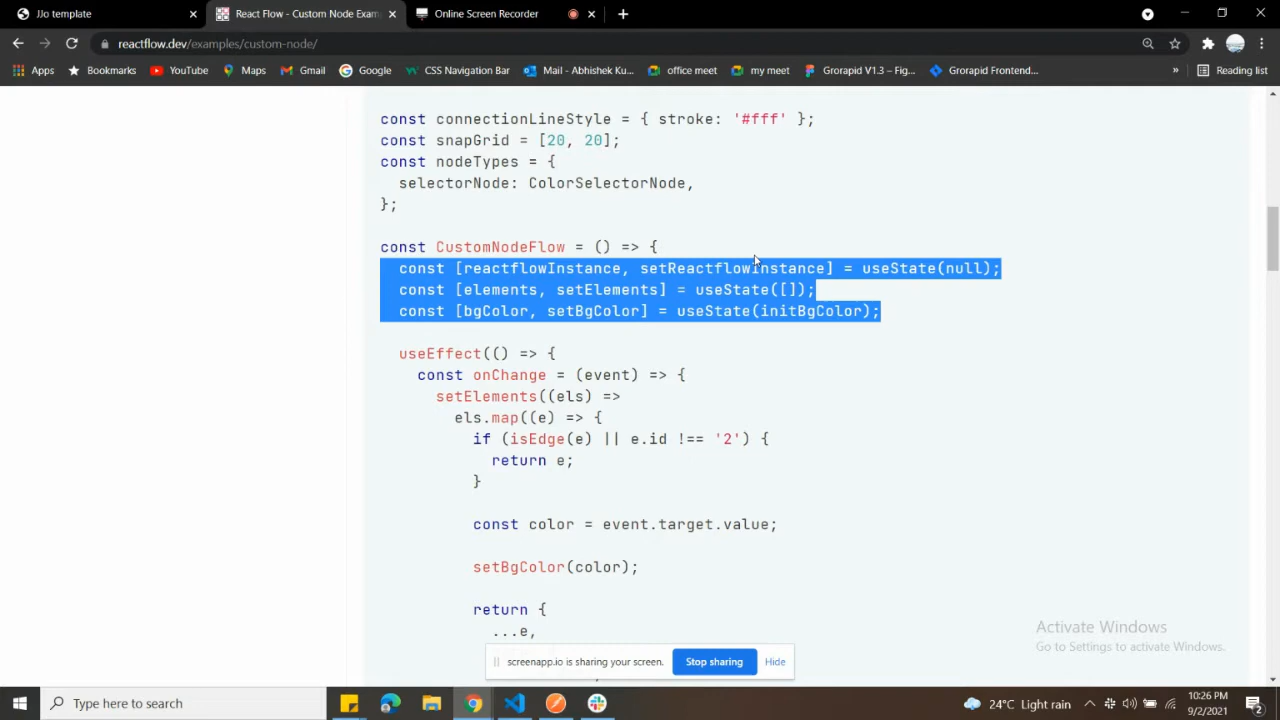 JJo template
React Flow - Custom Node Exam
Online Screen Recorder
reactflow.dev/examples/custom-node/
Apps
Bookmarks
YouTube
Maps
Gmail
Google
CSS Navigation Bar
Mail - Abhishek Ku...
office meet
my meet
Grorapid V1.3 – Fig...
Grorapid Frontend...
»
Reading list
const connectionLineStyle = { stroke: '#fff' };
const snapGrid = [20, 20];
const nodeTypes = {
selectorNode: ColorSelectorNode,
};
const CustomNodeFlow = () => {
const [reactflowInstance, setReactflowInstance] = useState(null);
const [elements, setElements] = useState([]);
const [bgColor, setBgColor] = useState(initBgColor);
useEffect(() => {
const onChange = (event) => {
setElements((els) =>
els.map((e) => {
if (isEdge(e) || e.id !== '2') {
return e;
}
const color = event.target.value;
setBgColor(color);
return {
...e,
Activate Windows
Go to Settings to activate Windows.
screenapp.io is sharing your screen.
Stop sharing
Hide
Type here to search
24°C Light rain
10:26 PM
9/2/2021
2